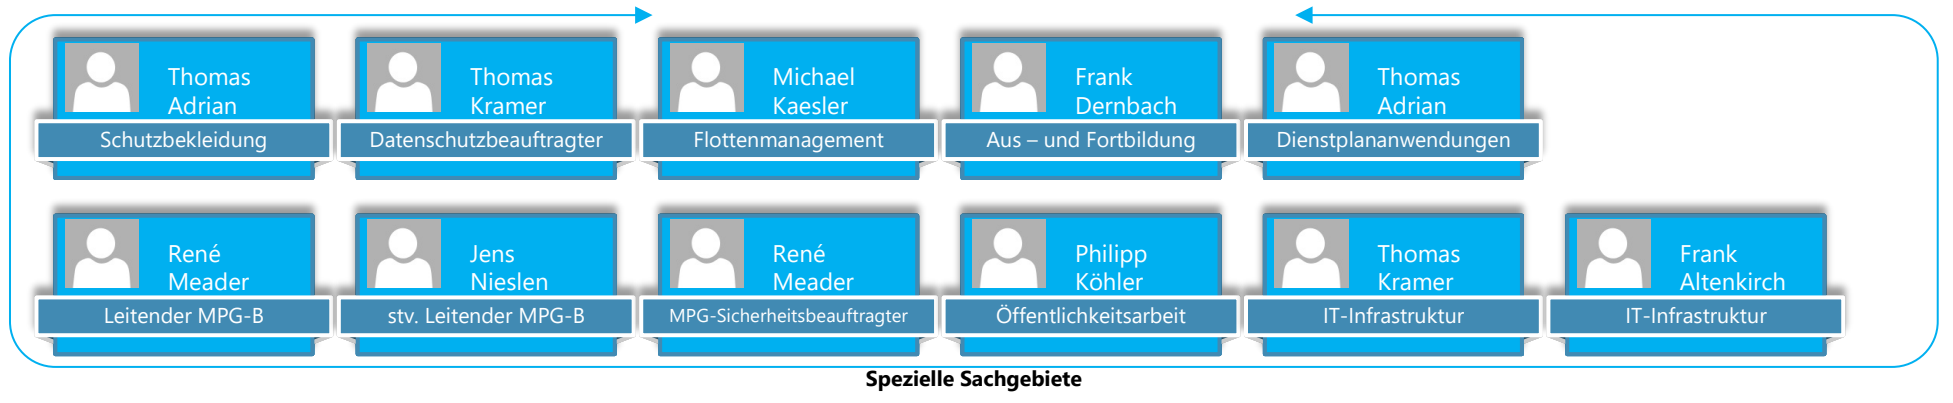 Thomas
Adrian
Schutzbekleidung
Thomas
Kramer
Datenschutzbeauftragter
Michael
Kaesler
Flottenmanagement
Frank
Dernbach
Aus – und Fortbildung
Thomas
Adrian
Dienstplananwendungen
René
Meader
Leitender MPG-B
Jens
Nieslen
stv. Leitender MPG-B
René
Meader
MPG-Sicherheitsbeauftragter
Philipp
Köhler
Öffentlichkeitsarbeit
Thomas
Kramer
IT-Infrastruktur
Frank
Altenkirch
IT-Infrastruktur
Spezielle Sachgebiete